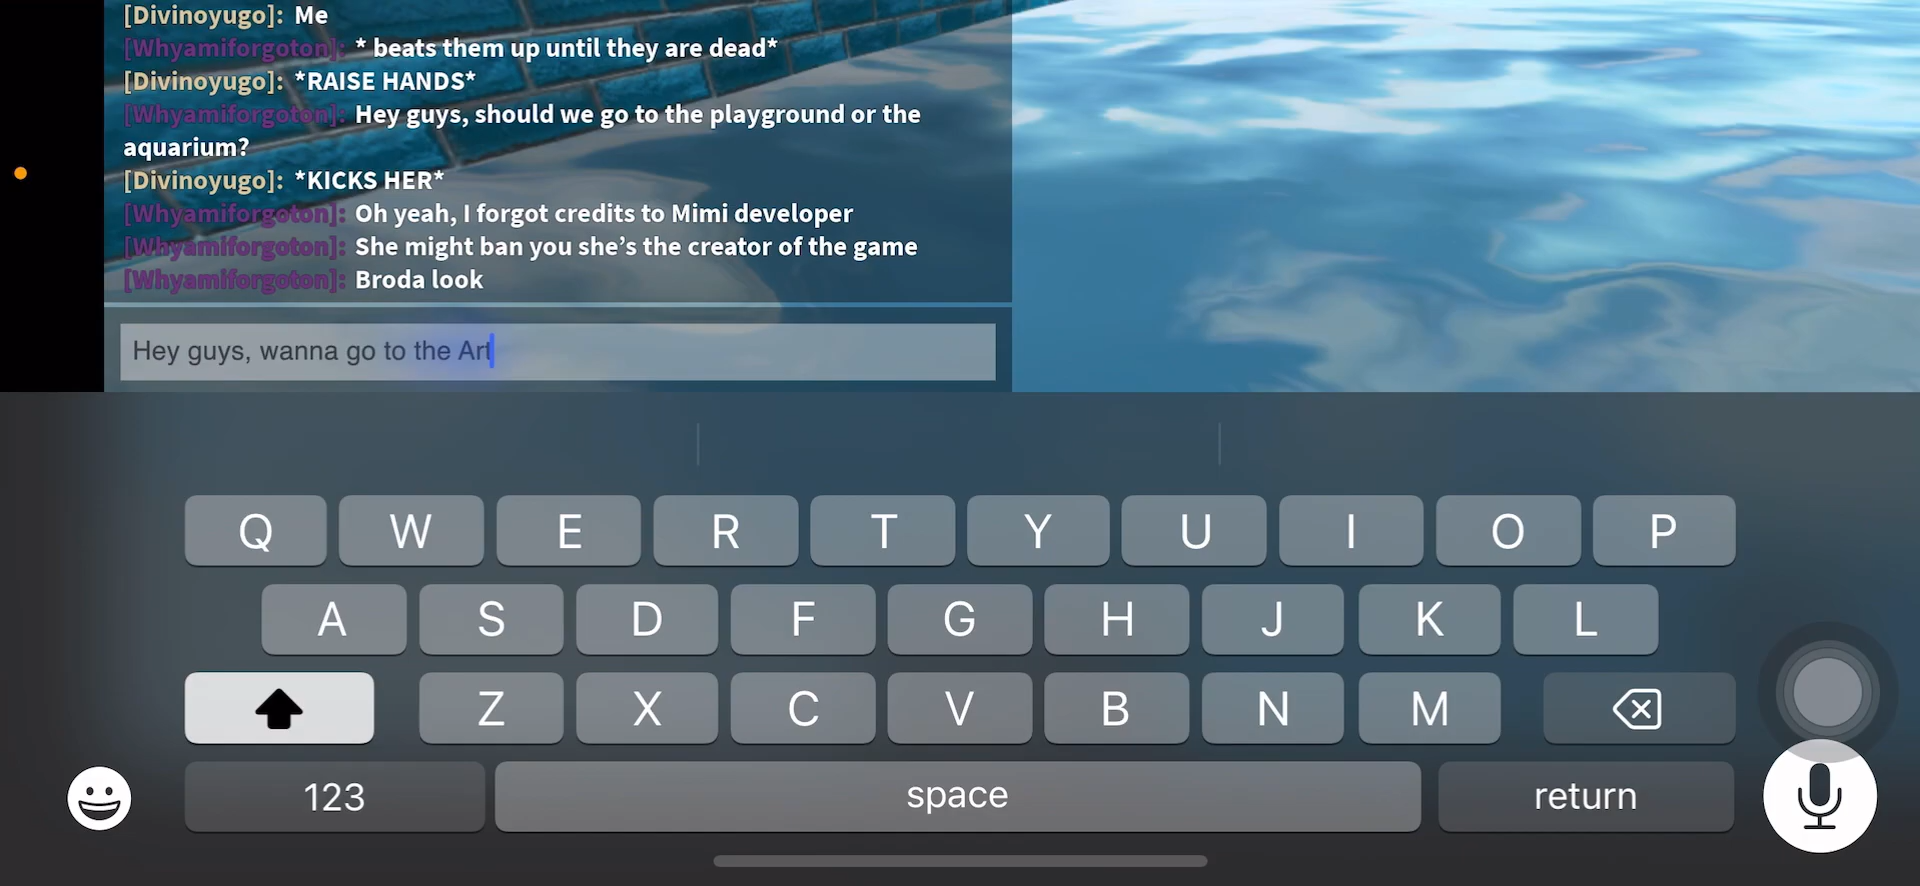 [Divinoyugo]: Me
[Whyamiforgoton]: * beats them up until they are dead*
[Divinoyugo]: *RAISE HANDS*
[Whyamiforgoton]: Hey guys, should we go to the playground or the
aquarium?
[Divinoyugo]: *KICKS HER*
[Whyamiforgoton]: Oh yeah, I forgot credits to Mimi developer
[Whyamiforgoton]: She might ban you she’s the creator of the game
[Whyamiforgoton]: Broda look
Hey guys, wanna go to the Art
Q W E R T Y U I O P
A S D F G H J K L
Z X C V B N M
123 space return